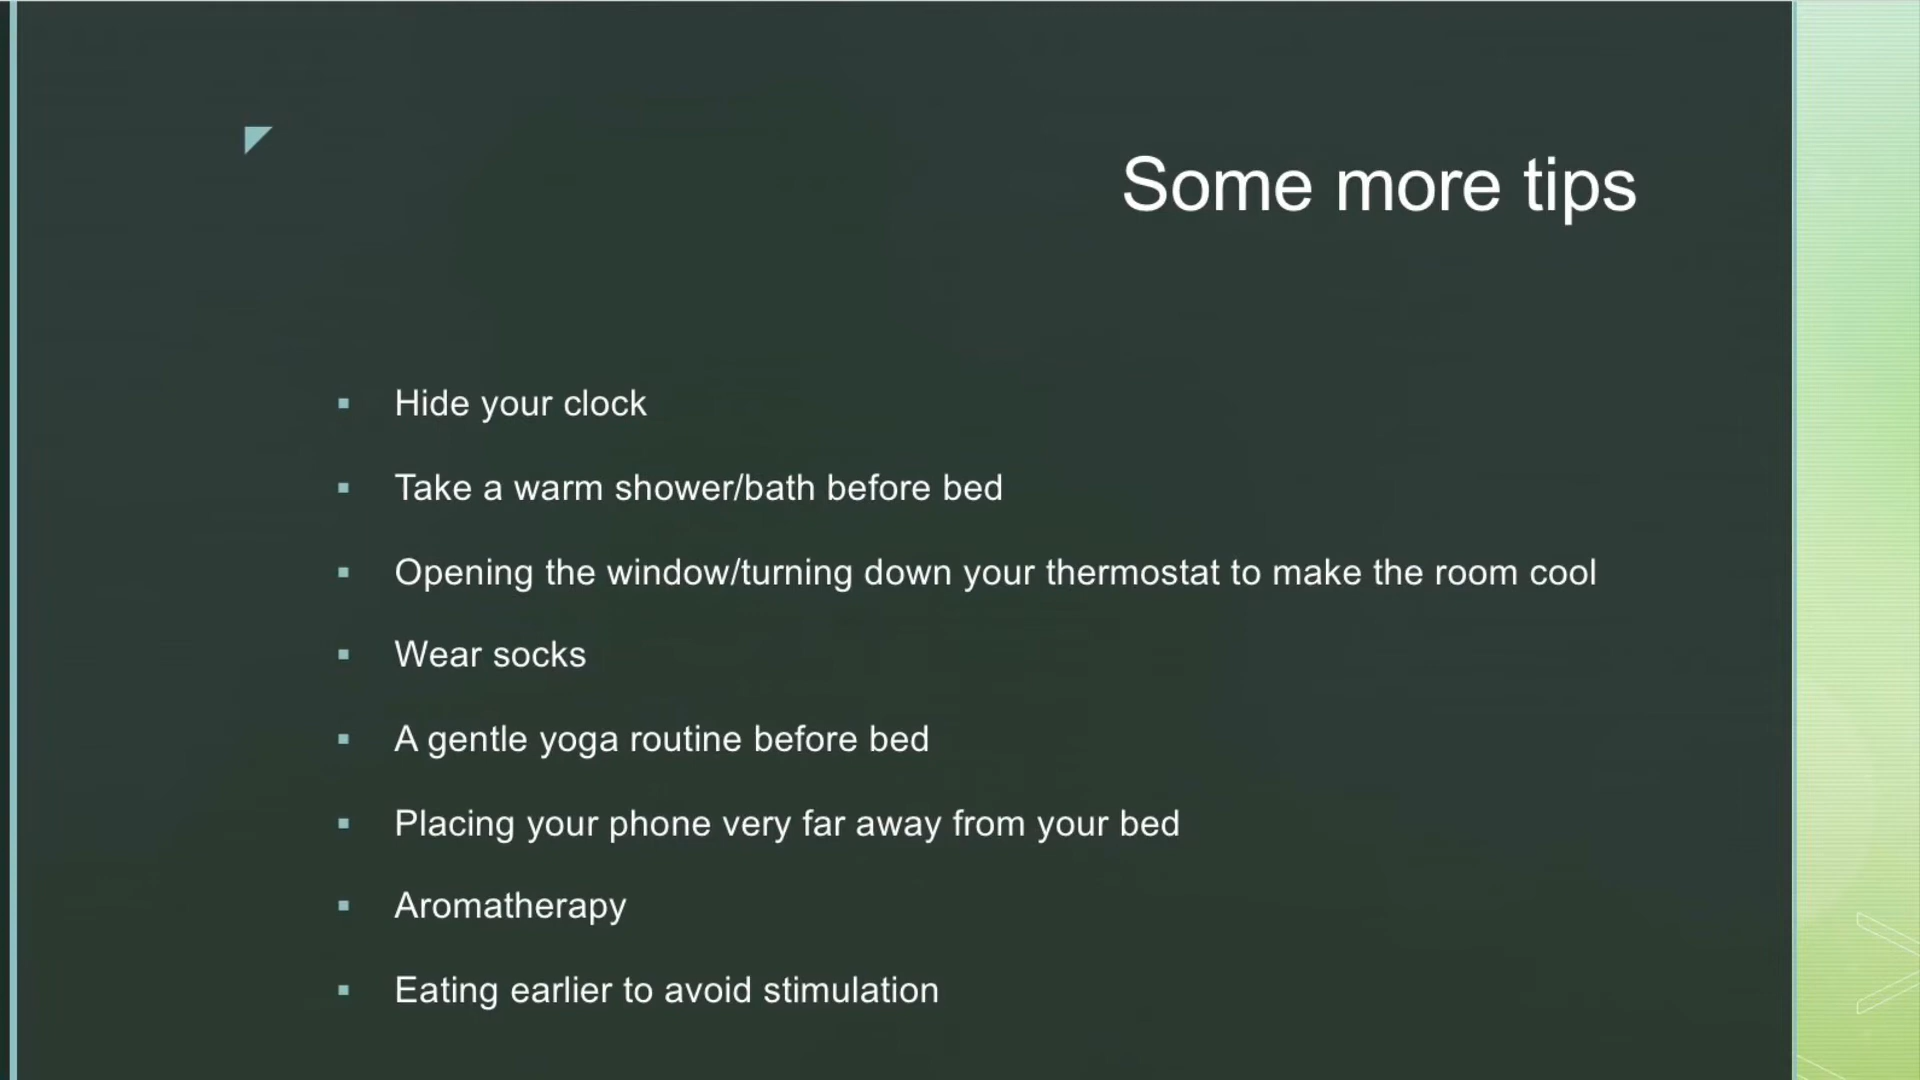 Some more tips
Hide your clock
Take a warm shower/bath before bed
Opening the window/turning down your thermostat to make the room cool
Wear socks
A gentle yoga routine before bed
Placing your phone very far away from your bed
Aromatherapy
Eating earlier to avoid stimulation